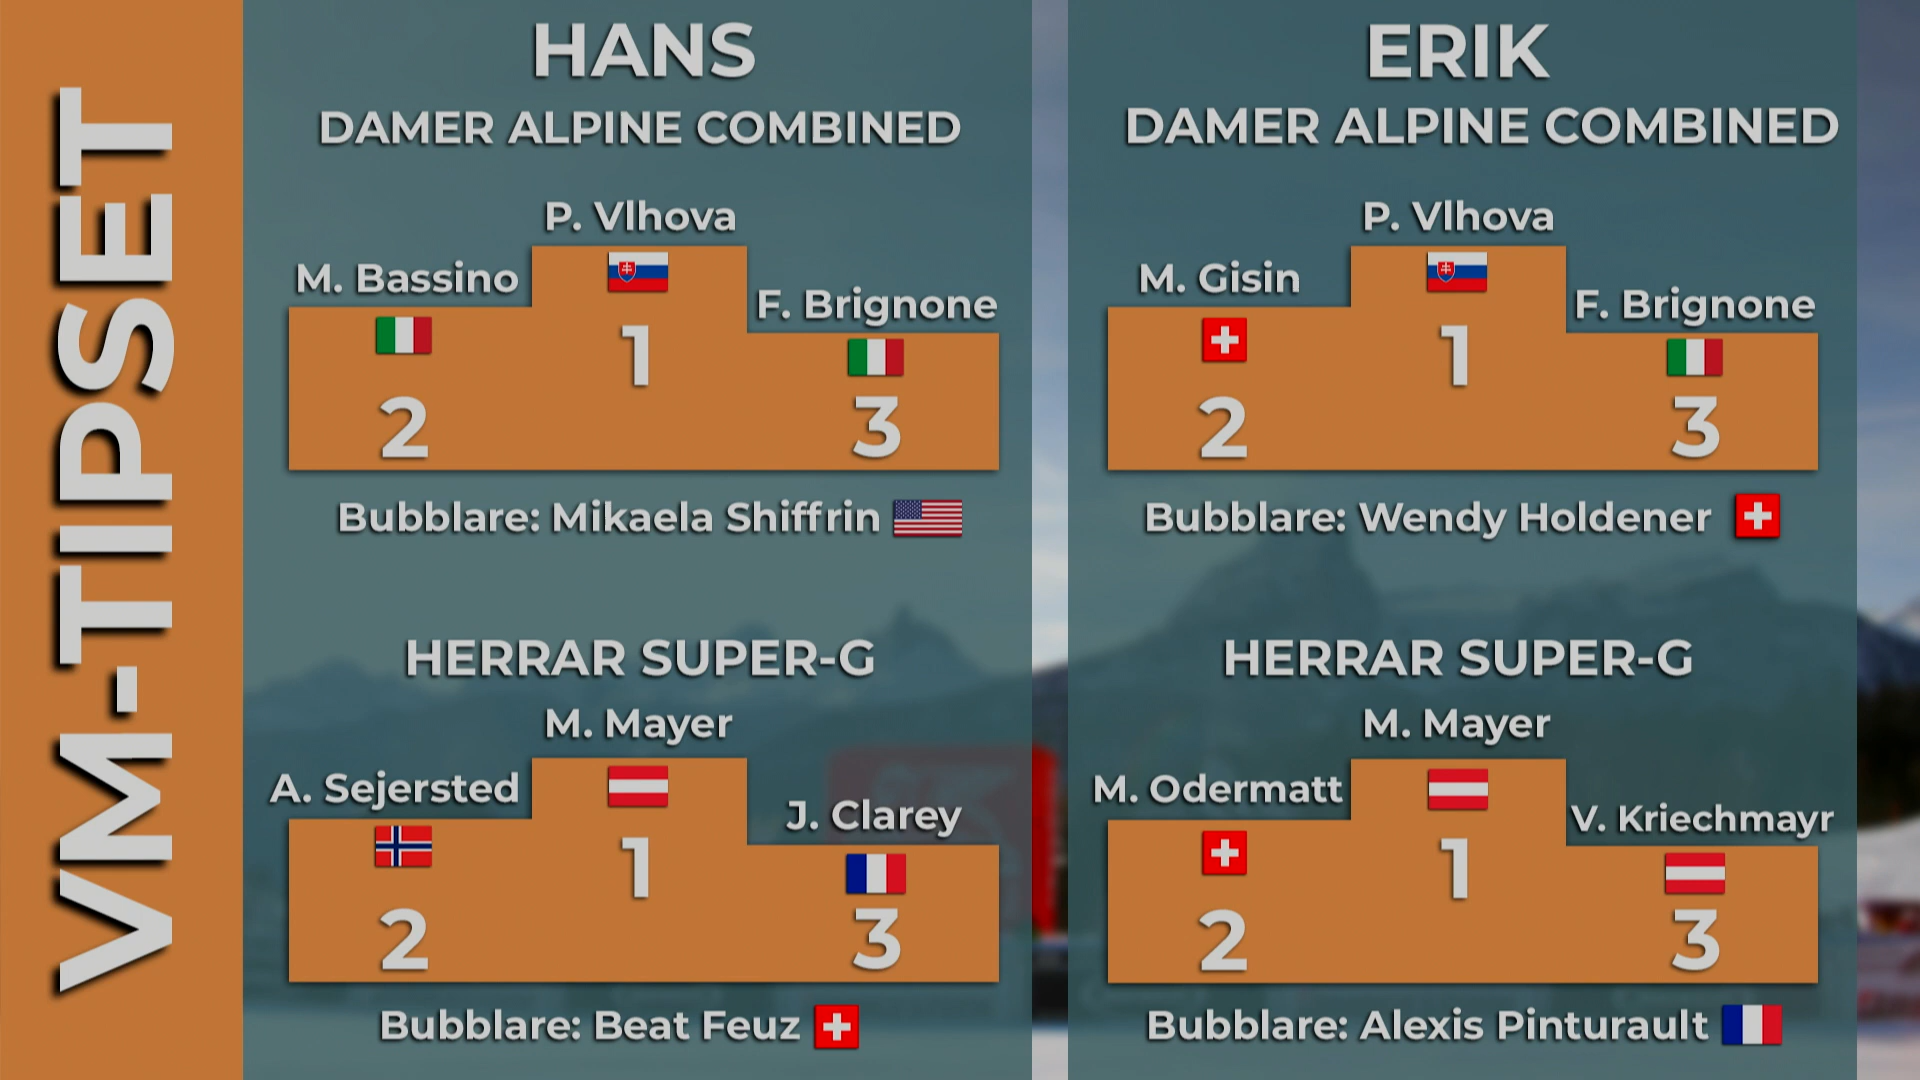 VM-TIPSET
HANS
DAMER ALPINE COMBINED
P. Vlhova
M. Bassino
F. Brignone
1
2
3
Bubblare: Mikaela Shiffrin
HERRAR SUPER-G
M. Mayer
A. Sejersted
J. Clarey
1
2
3
Bubblare: Beat Feuz
ERIK
DAMER ALPINE COMBINED
P. Vlhova
M. Gisin
F. Brignone
1
2
3
Bubblare: Wendy Holdener
HERRAR SUPER-G
M. Mayer
M. Odermatt
V. Kriechmayr
1
2
3
Bubblare: Alexis Pinturault